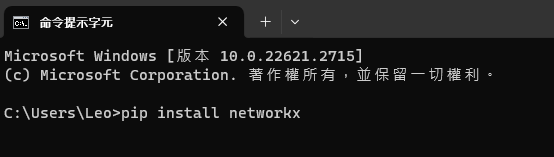 命令提示字元
Microsoft Windows [版本 10.0.22621.2715]
(c) Microsoft Corporation. 著作權所有，並保留一切權利。
C:\Users\Leo>pip install networkx